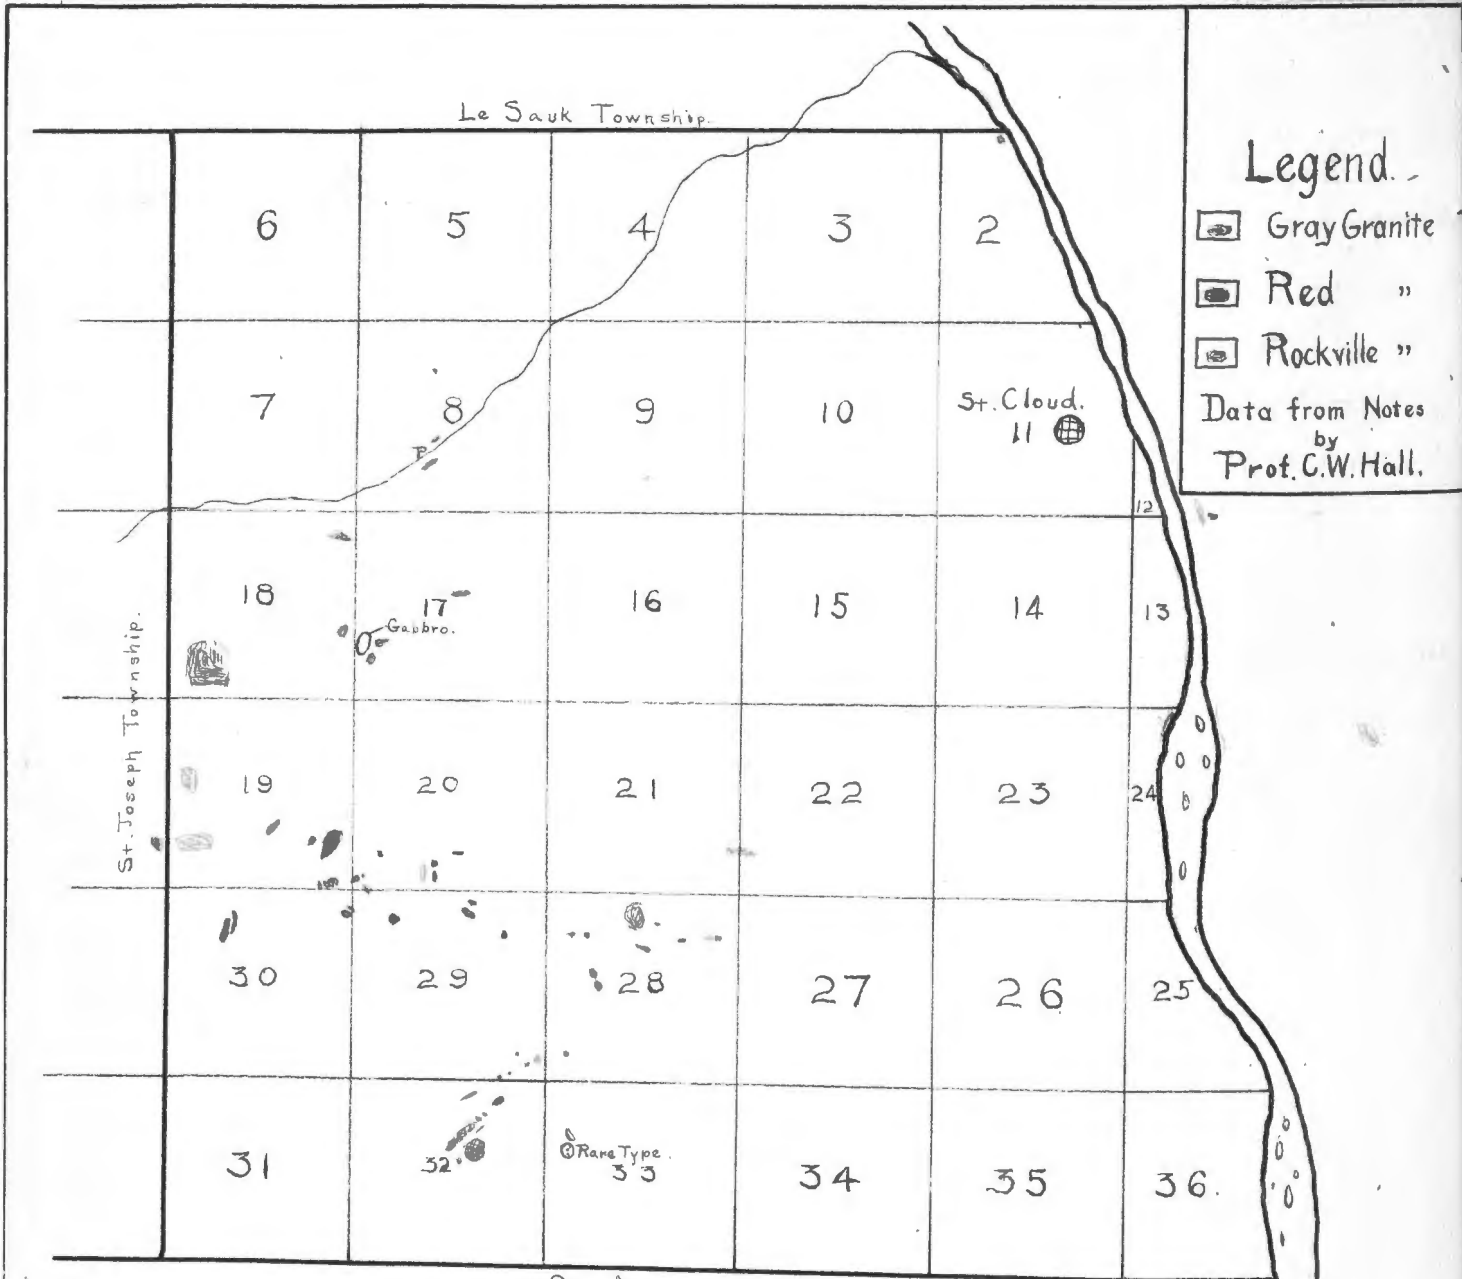 Le Sauk Township.
Legend.
Gray Granite
Red "
Rockville "
Data from Notes
by
Prof. C.W. Hall.
6 5 4 3 2
7 8 9 10 St. Cloud.
11
12
18 17 16 15 14 13
Gabbro.
St. Joseph Township.
19 20 21 22 23 24
30 29 28 27 26 25
Rare Type.
31 32 33 34 35 36.